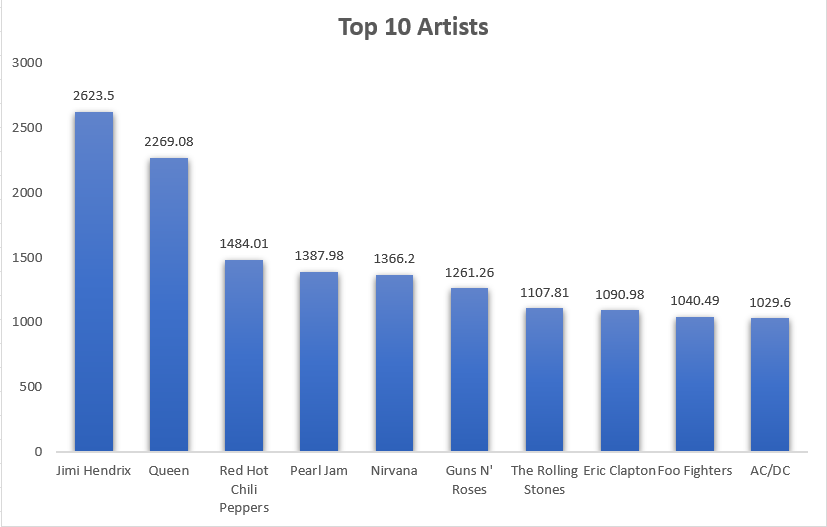 Top 10 Artists
3000
2500
2000
1500
1000
500
0
2623.5
2269.08
1484.01
1387.98
1366.2
1261.26
1107.81
1090.98
1040.49
1029.6
Jimi Hendrix
Queen
Red Hot
Chili
Peppers
Pearl Jam
Nirvana
Guns N'
Roses
The Rolling
Stones
Eric Clapton
Foo Fighters
AC/DC